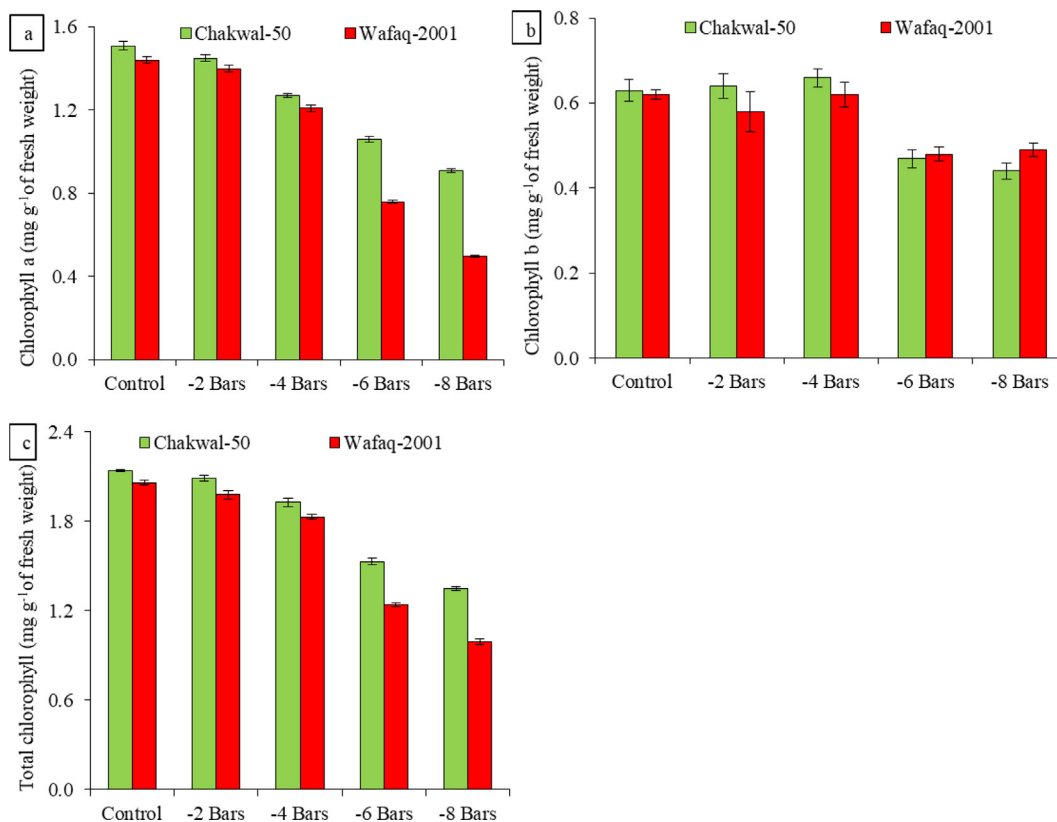 a
Chakwal-50 Wafaq-2001
Chlorophyll a (mg g⁻¹of fresh weight)
1.6
1.2
0.8
0.4
0.0
Control -2 Bars -4 Bars -6 Bars -8 Bars
b
Chakwal-50 Wafaq-2001
Chlorophyll b (mg g⁻¹of fresh weight)
0.8
0.6
0.4
0.2
0.0
Control -2 Bars -4 Bars -6 Bars -8 Bars
c
Chakwal-50 Wafaq-2001
Total chlorophyll (mg g⁻¹of fresh weight)
2.4
1.8
1.2
0.6
0.0
Control -2 Bars -4 Bars -6 Bars -8 Bars